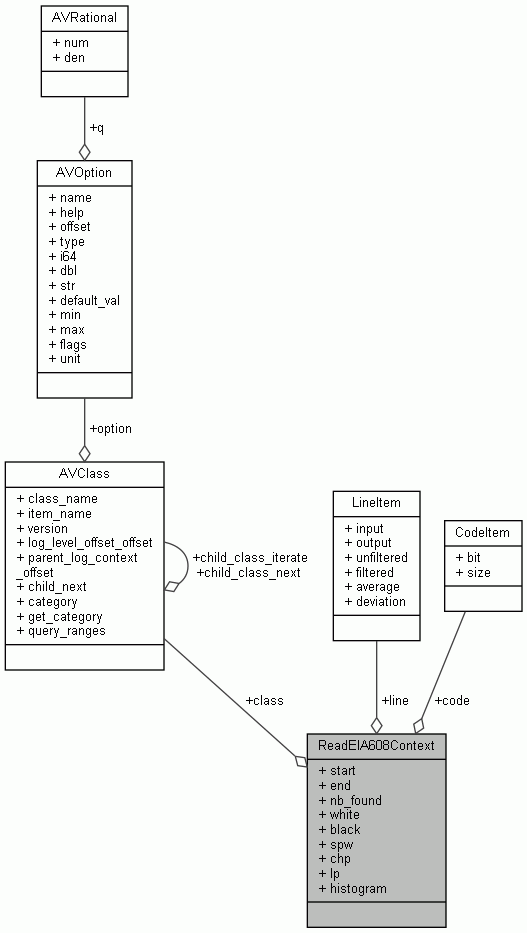 AVRational
+ num
+ den
+q
AVOption
+ name
+ help
+ offset
+ type
+ i64
+ dbl
+ str
+ default_val
+ min
+ max
+ flags
+ unit
+option
AVClass
+ class_name
+ item_name
+ version
+ log_level_offset_offset
+ parent_log_context
_offset
+ child_next
+ category
+ get_category
+ query_ranges
+child_class_iterate
+child_class_next
LineItem
+ input
+ output
+ unfiltered
+ filtered
+ average
+ deviation
CodeItem
+ bit
+ size
+class
+line
+code
ReadEIA608Context
+ start
+ end
+ nb_found
+ white
+ black
+ spw
+ chp
+ lp
+ histogram